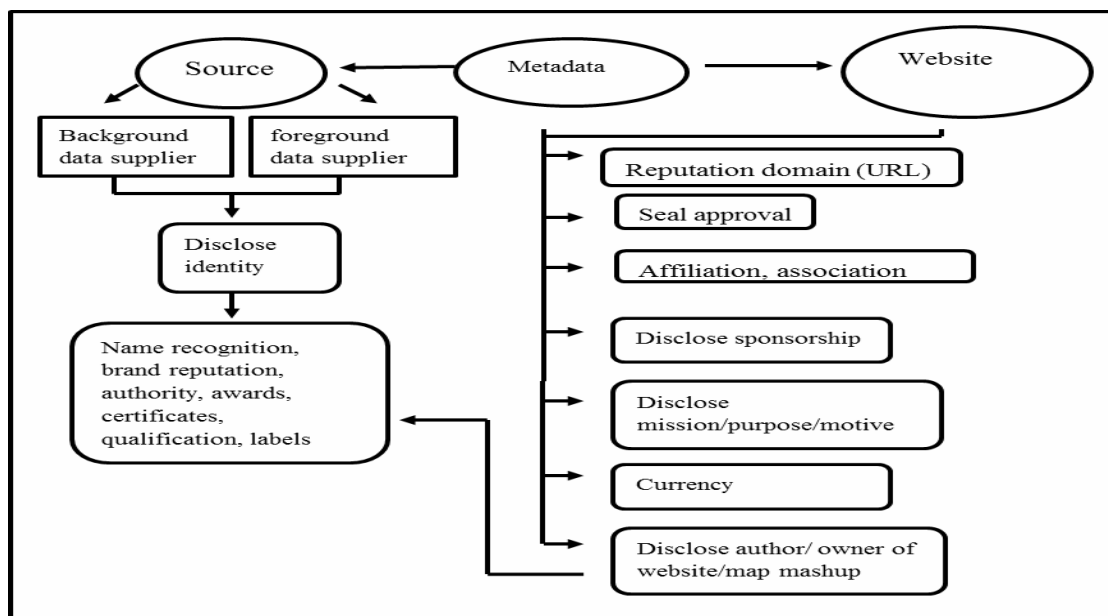 Source
Metadata
Website
Background
data supplier
foreground
data supplier
Disclose
identity
Name recognition,
brand reputation,
authority, awards,
certificates,
qualification, labels
Reputation domain (URL)
Seal approval
Affiliation, association
Disclose sponsorship
Disclose
mission/purpose/motive
Currency
Disclose author/ owner of
website/map mashup